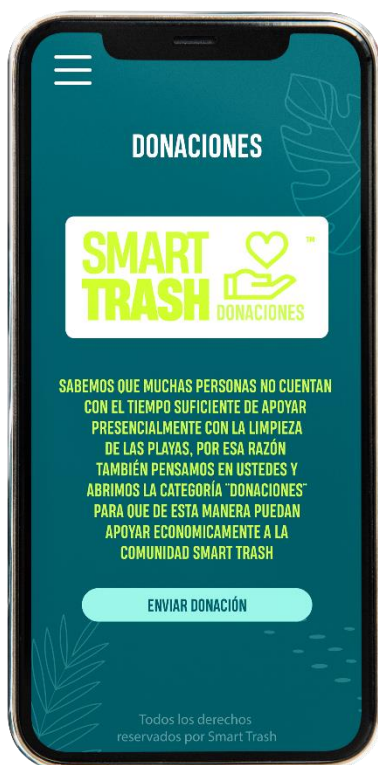 DONACIONES
SMART
TRASH
™
DONACIONES
SABEMOS QUE MUCHAS PERSONAS NO CUENTAN
CON EL TIEMPO SUFICIENTE DE APOYAR
PRESENCIALMENTE CON LA LIMPIEZA
DE LAS PLAYAS, POR ESA RAZÓN
TAMBIÉN PENSAMOS EN USTEDES Y
ABRIMOS LA CATEGORÍA ¨DONACIONES¨
PARA QUE DE ESTA MANERA PUEDAN
APOYAR ECONOMICAMENTE A LA
COMUNIDAD SMART TRASH
ENVIAR DONACIÓN
Todos los derechos
reservados por Smart Trash